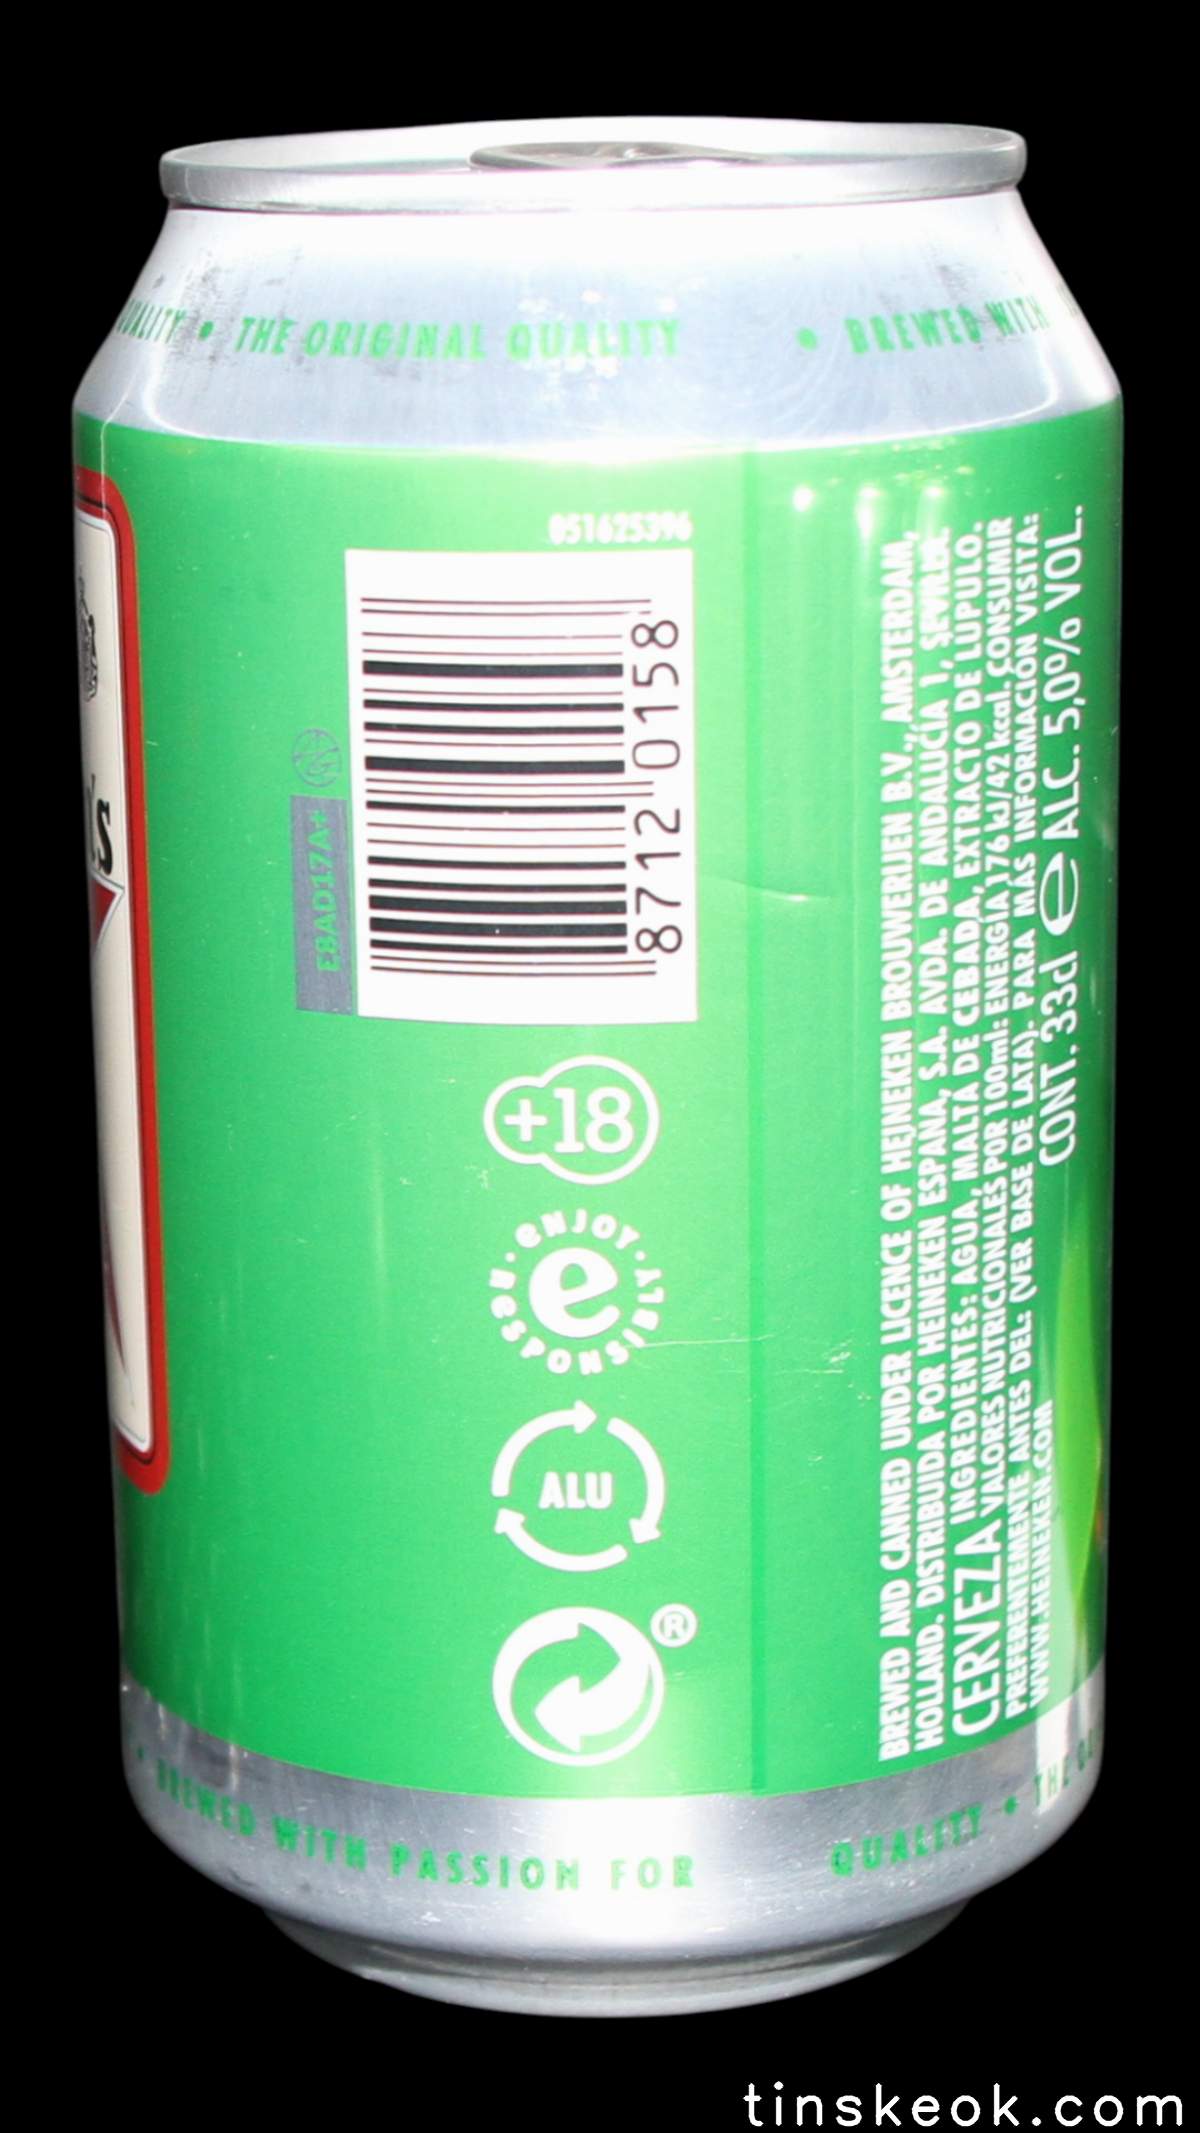 QUALITY • THE ORIGINAL QUALITY • BREWED WITH
051625396
8712 0158
EBAD17A+
+18
ENJOY • RESPONSIBLY •
e
ALU
®
BREWED AND CANNED UNDER LICENCE OF HEINEKEN BROUWERIJEN B.V., AMSTERDAM,
HOLLAND. DISTRIBUIDA POR HEINEKEN ESPAÑA, S.A. AVDA. DE ANDALUCÍA 1, SEVILLA.
CERVEZA INGREDIENTES: AGUA, MALTA DE CEBADA, EXTRACTO DE LUPULO.
VALORES NUTRICIONALES POR 100ml: ENERGÍA 176 kJ/42 kcal. CONSUMIR
PREFERENTEMENTE ANTES DEL: (VER BASE DE LATA). PARA MÁS INFORMACIÓN VISITA:
WWW.HEINEKEN.COM
CONT. 33cl e ALC. 5,0% VOL.
• BREWED WITH PASSION FOR QUALITY • THE
tinskeok.com